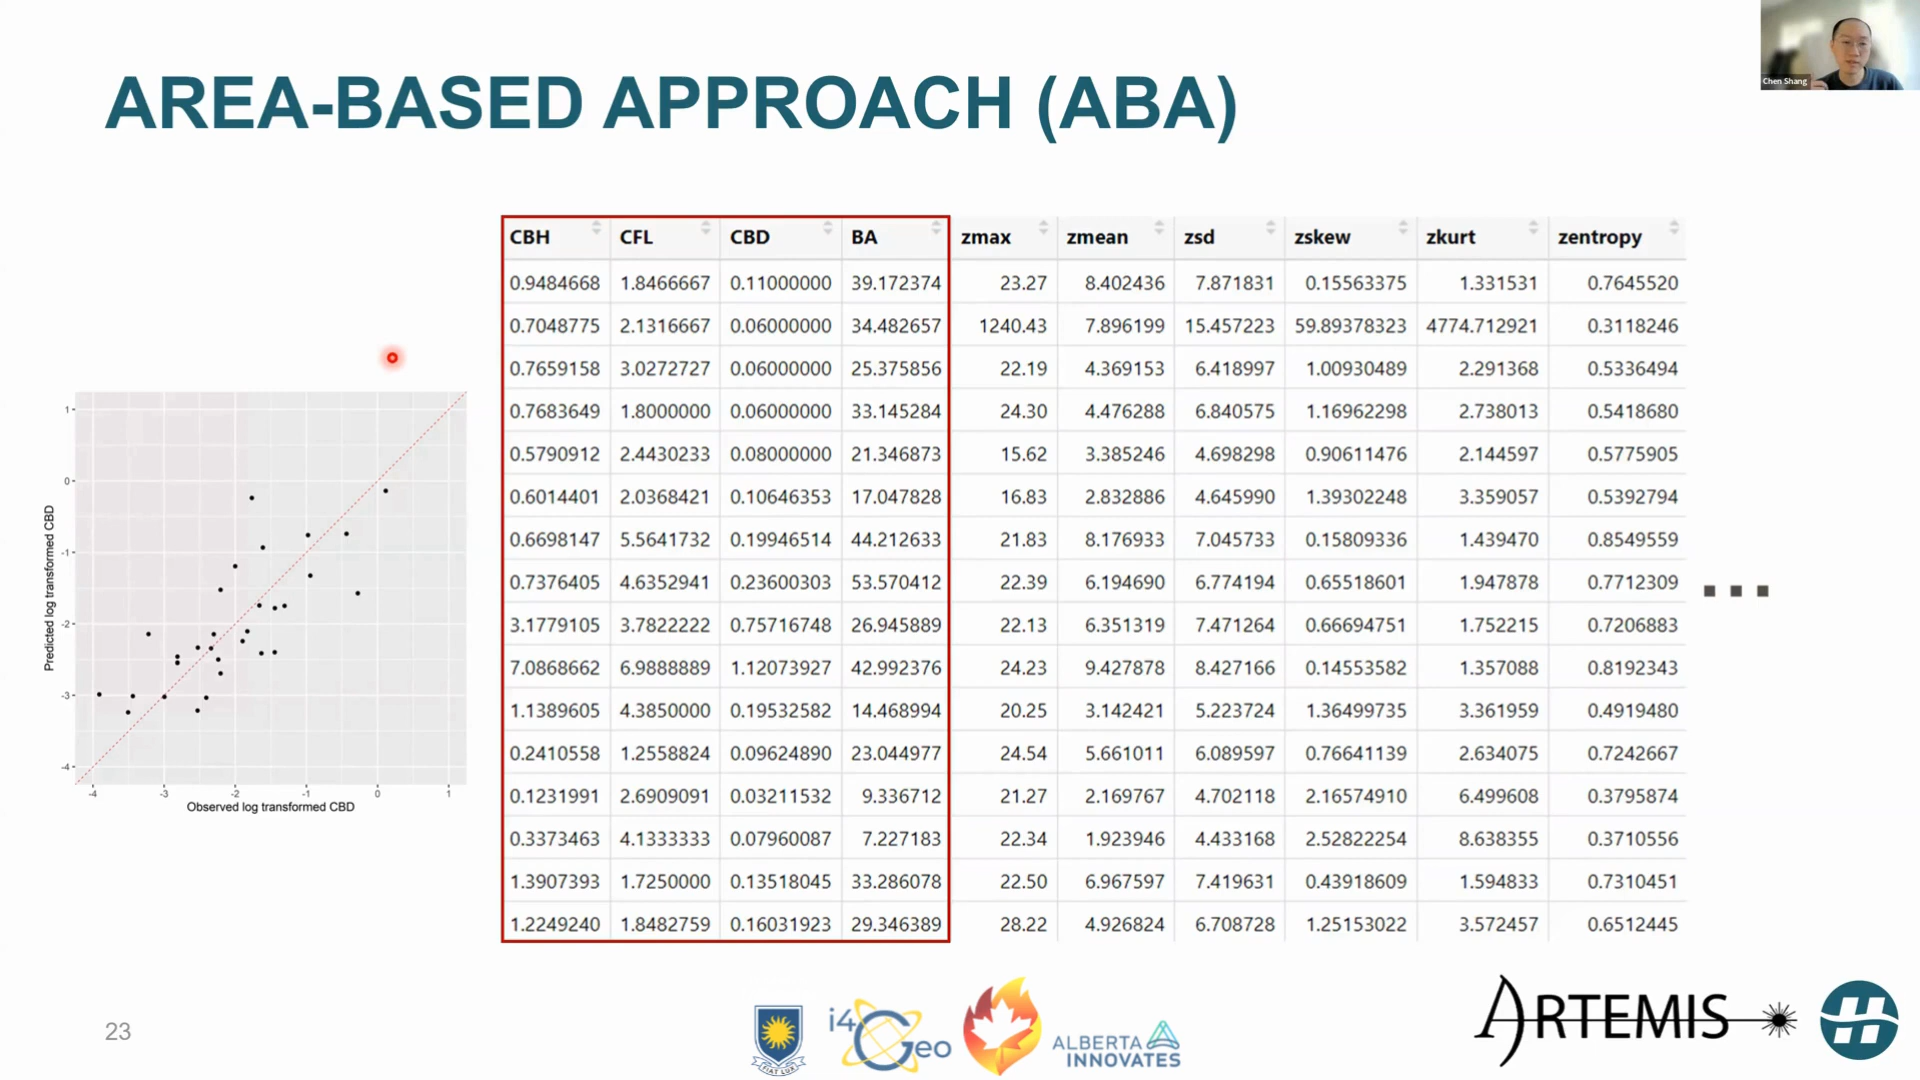 AREA-BASED APPROACH (ABA)
Chen Shang
CBH CFL CBD BA zmax zmean zsd zskew zkurt zentropy
0.9484668 1.8466667 0.11000000 39.172374 23.27 8.402436 7.871831 0.15563375 1.331531 0.7645520
0.7048775 2.1316667 0.06000000 34.482657 1240.43 7.896199 15.457223 59.89378323 4774.712921 0.3118246
0.7659158 3.0272727 0.06000000 25.375856 22.19 4.369153 6.418997 1.00930489 2.291368 0.5336494
0.7683649 1.8000000 0.06000000 33.145284 24.30 4.476288 6.840575 1.16962298 2.738013 0.5418680
0.5790912 2.4430233 0.08000000 21.346873 15.62 3.385246 4.698298 0.90611476 2.144597 0.5775905
0.6014401 2.0368421 0.10646353 17.047828 16.83 2.832886 4.645990 1.39302248 3.359057 0.5392794
0.6698147 5.5641732 0.19946514 44.212633 21.83 8.176933 7.045733 0.15809336 1.439470 0.8549559
0.7376405 4.6352941 0.23600303 53.570412 22.39 6.194690 6.774194 0.65518601 1.947878 0.7712309
3.1779105 3.7822222 0.75716748 26.945889 22.13 6.351319 7.471264 0.66694751 1.752215 0.7206883
7.0868662 6.9888889 1.12073927 42.992376 24.23 9.427878 8.427166 0.14553582 1.357088 0.8192343
1.1389605 4.3850000 0.19532582 14.468994 20.25 3.142421 5.223724 1.36499735 3.361959 0.4919480
0.2410558 1.2558824 0.09624890 23.044977 24.54 5.661011 6.089597 0.76641139 2.634075 0.7242667
0.1231991 2.6909091 0.03211532 9.336712 21.27 2.169767 4.702118 2.16574910 6.499608 0.3795874
0.3373463 4.1333333 0.07960087 7.227183 22.34 1.923946 4.433168 2.52822254 8.638355 0.3710556
1.3907393 1.7250000 0.13518045 33.286078 22.50 6.967597 7.419631 0.43918609 1.594833 0.7310451
1.2249240 1.8482759 0.16031923 29.346389 28.22 4.926824 6.708728 1.25153022 3.572457 0.6512445
...
Predicted log transformed CBD
1
0
-1
-2
-3
-4
-4 -3 -2 -1 0 1
Observed log transformed CBD
23
FIAT LUX
i4Geo
ALBERTA
INNOVATES
ARTEMIS